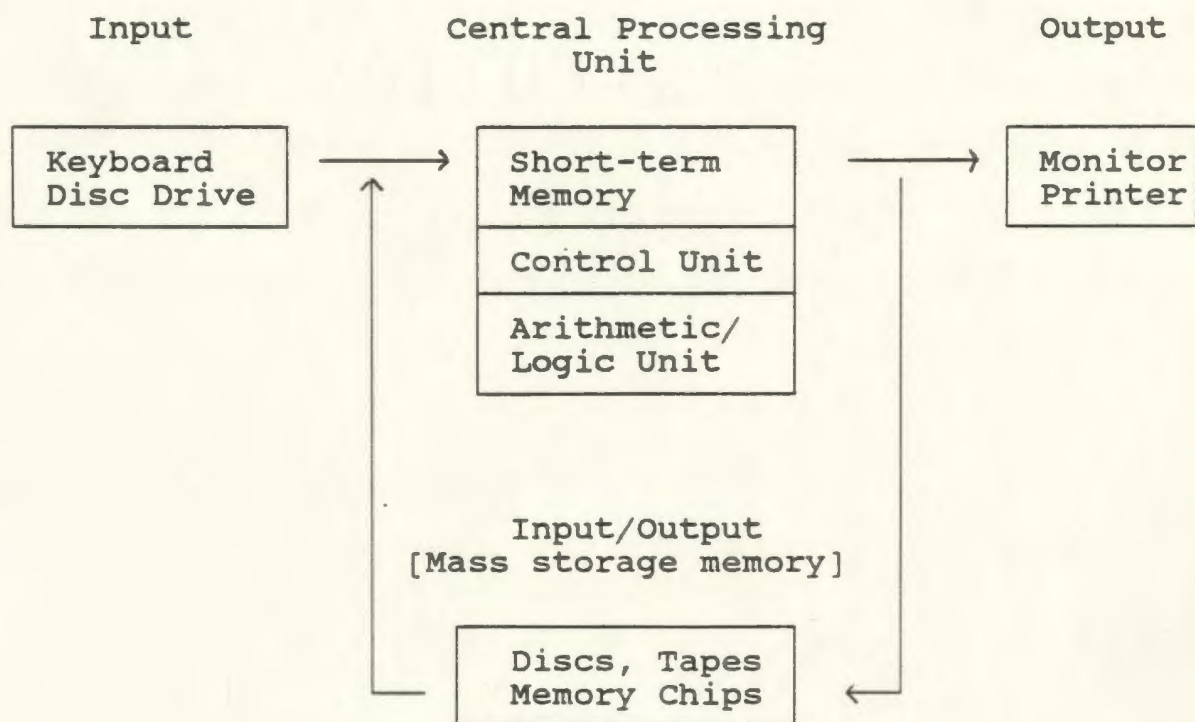 Input
Central Processing
Unit
Output
Keyboard
Disc Drive
Short-term
Memory
Control Unit
Arithmetic/
Logic Unit
Monitor
Printer
Input/Output
[Mass storage memory]
Discs, Tapes
Memory Chips